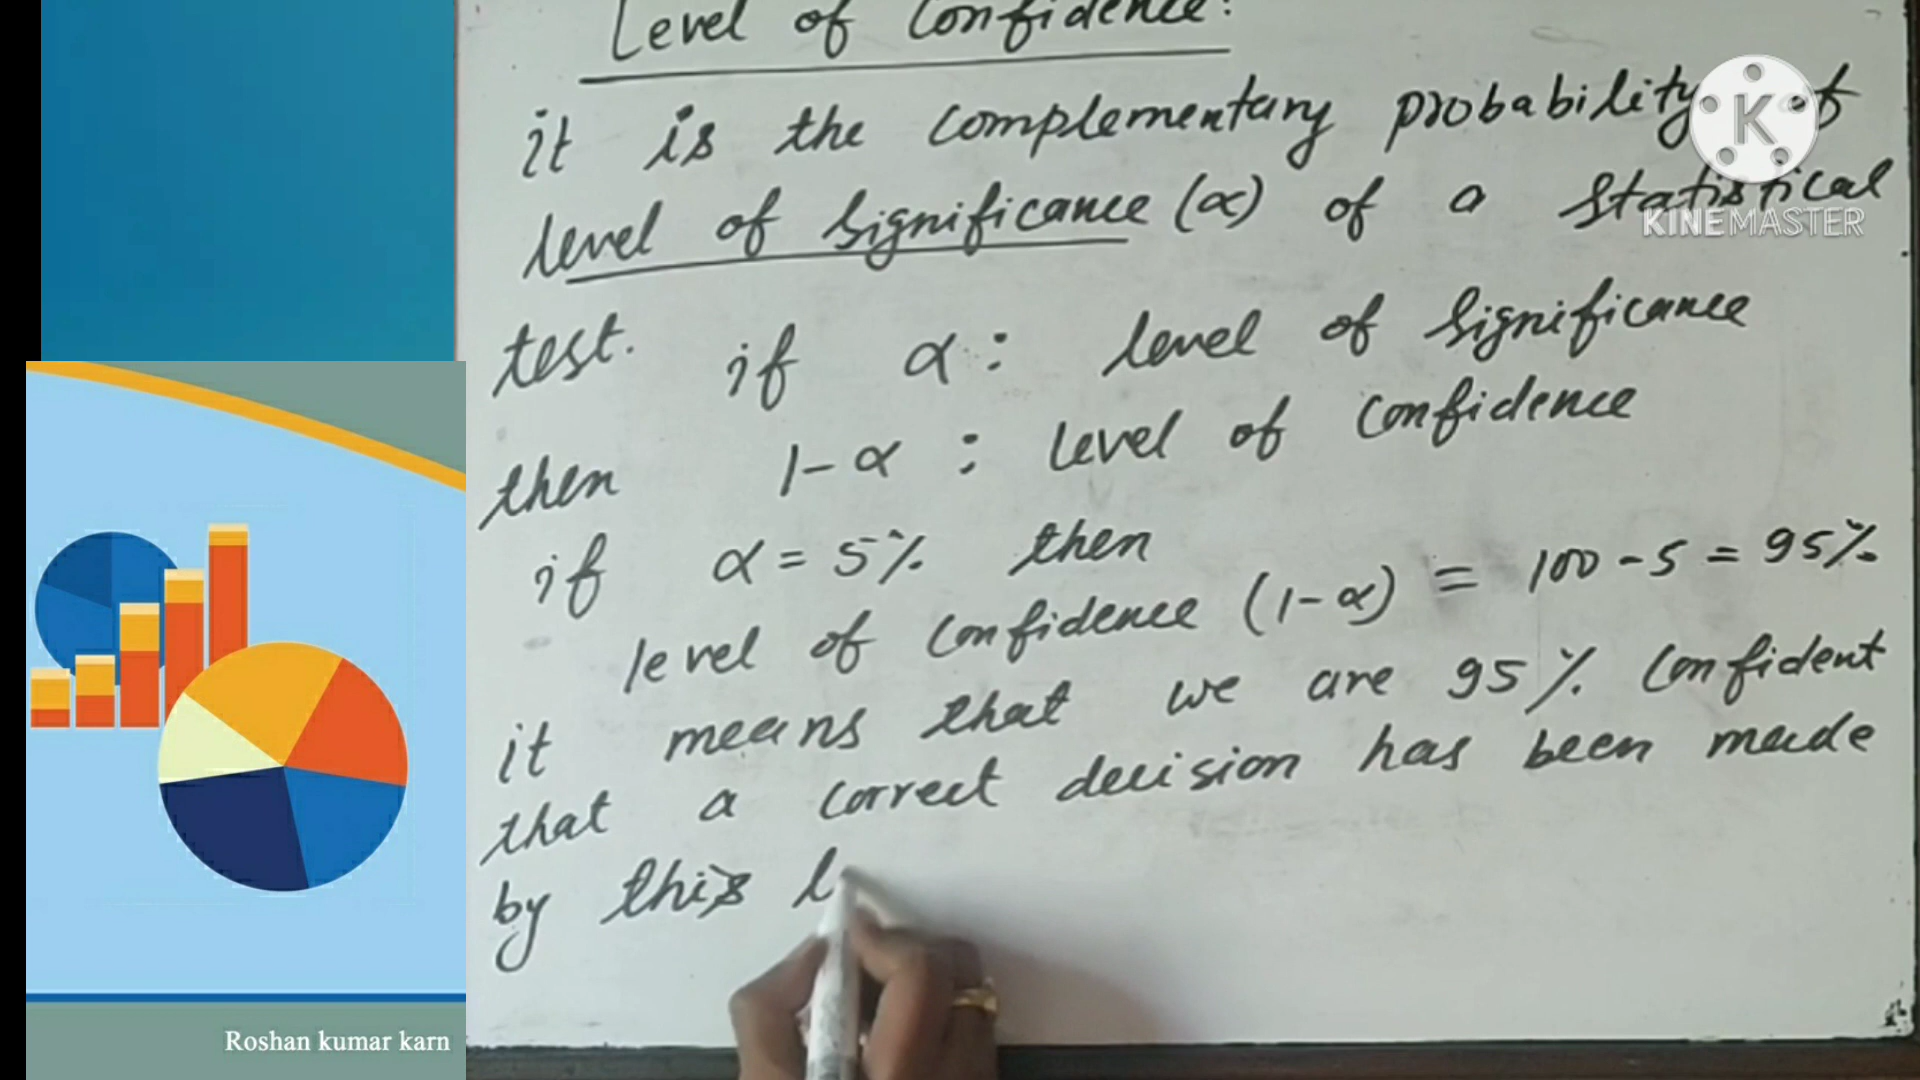 Level of Confidence:
it is the complementary probability of
level of significance (α) of a statistical
test. if α : level of significance
then 1-α : level of confidence
if α = 5% then
level of confidence (1-α) = 100-5 = 95%
it means that we are 95% confident
that a correct decision has been made
by this
K
KINEMASTER
Roshan kumar karn